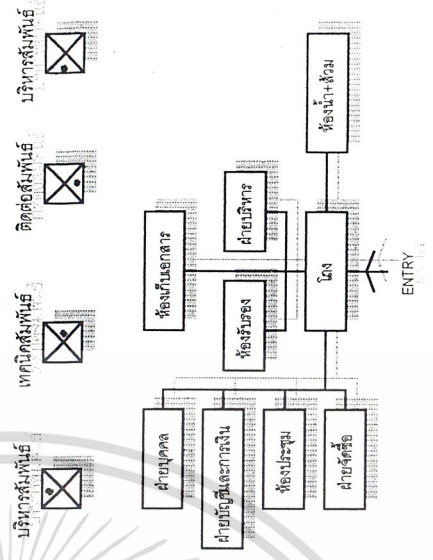 บริหารสัมพันธ์
เทคนิคสัมพันธ์
ติดต่อสัมพันธ์
บริหารสัมพันธ์
ฝ่ายบุคคล
ฝ่ายบัญชีและการเงิน
ห้องประชุม
ฝ่ายจัดซื้อ
ห้องเก็บเอกสาร
ห้องรับรอง
ฝ่ายบริหาร
โถง
ห้องน้ำ+ส้วม
ENTRY